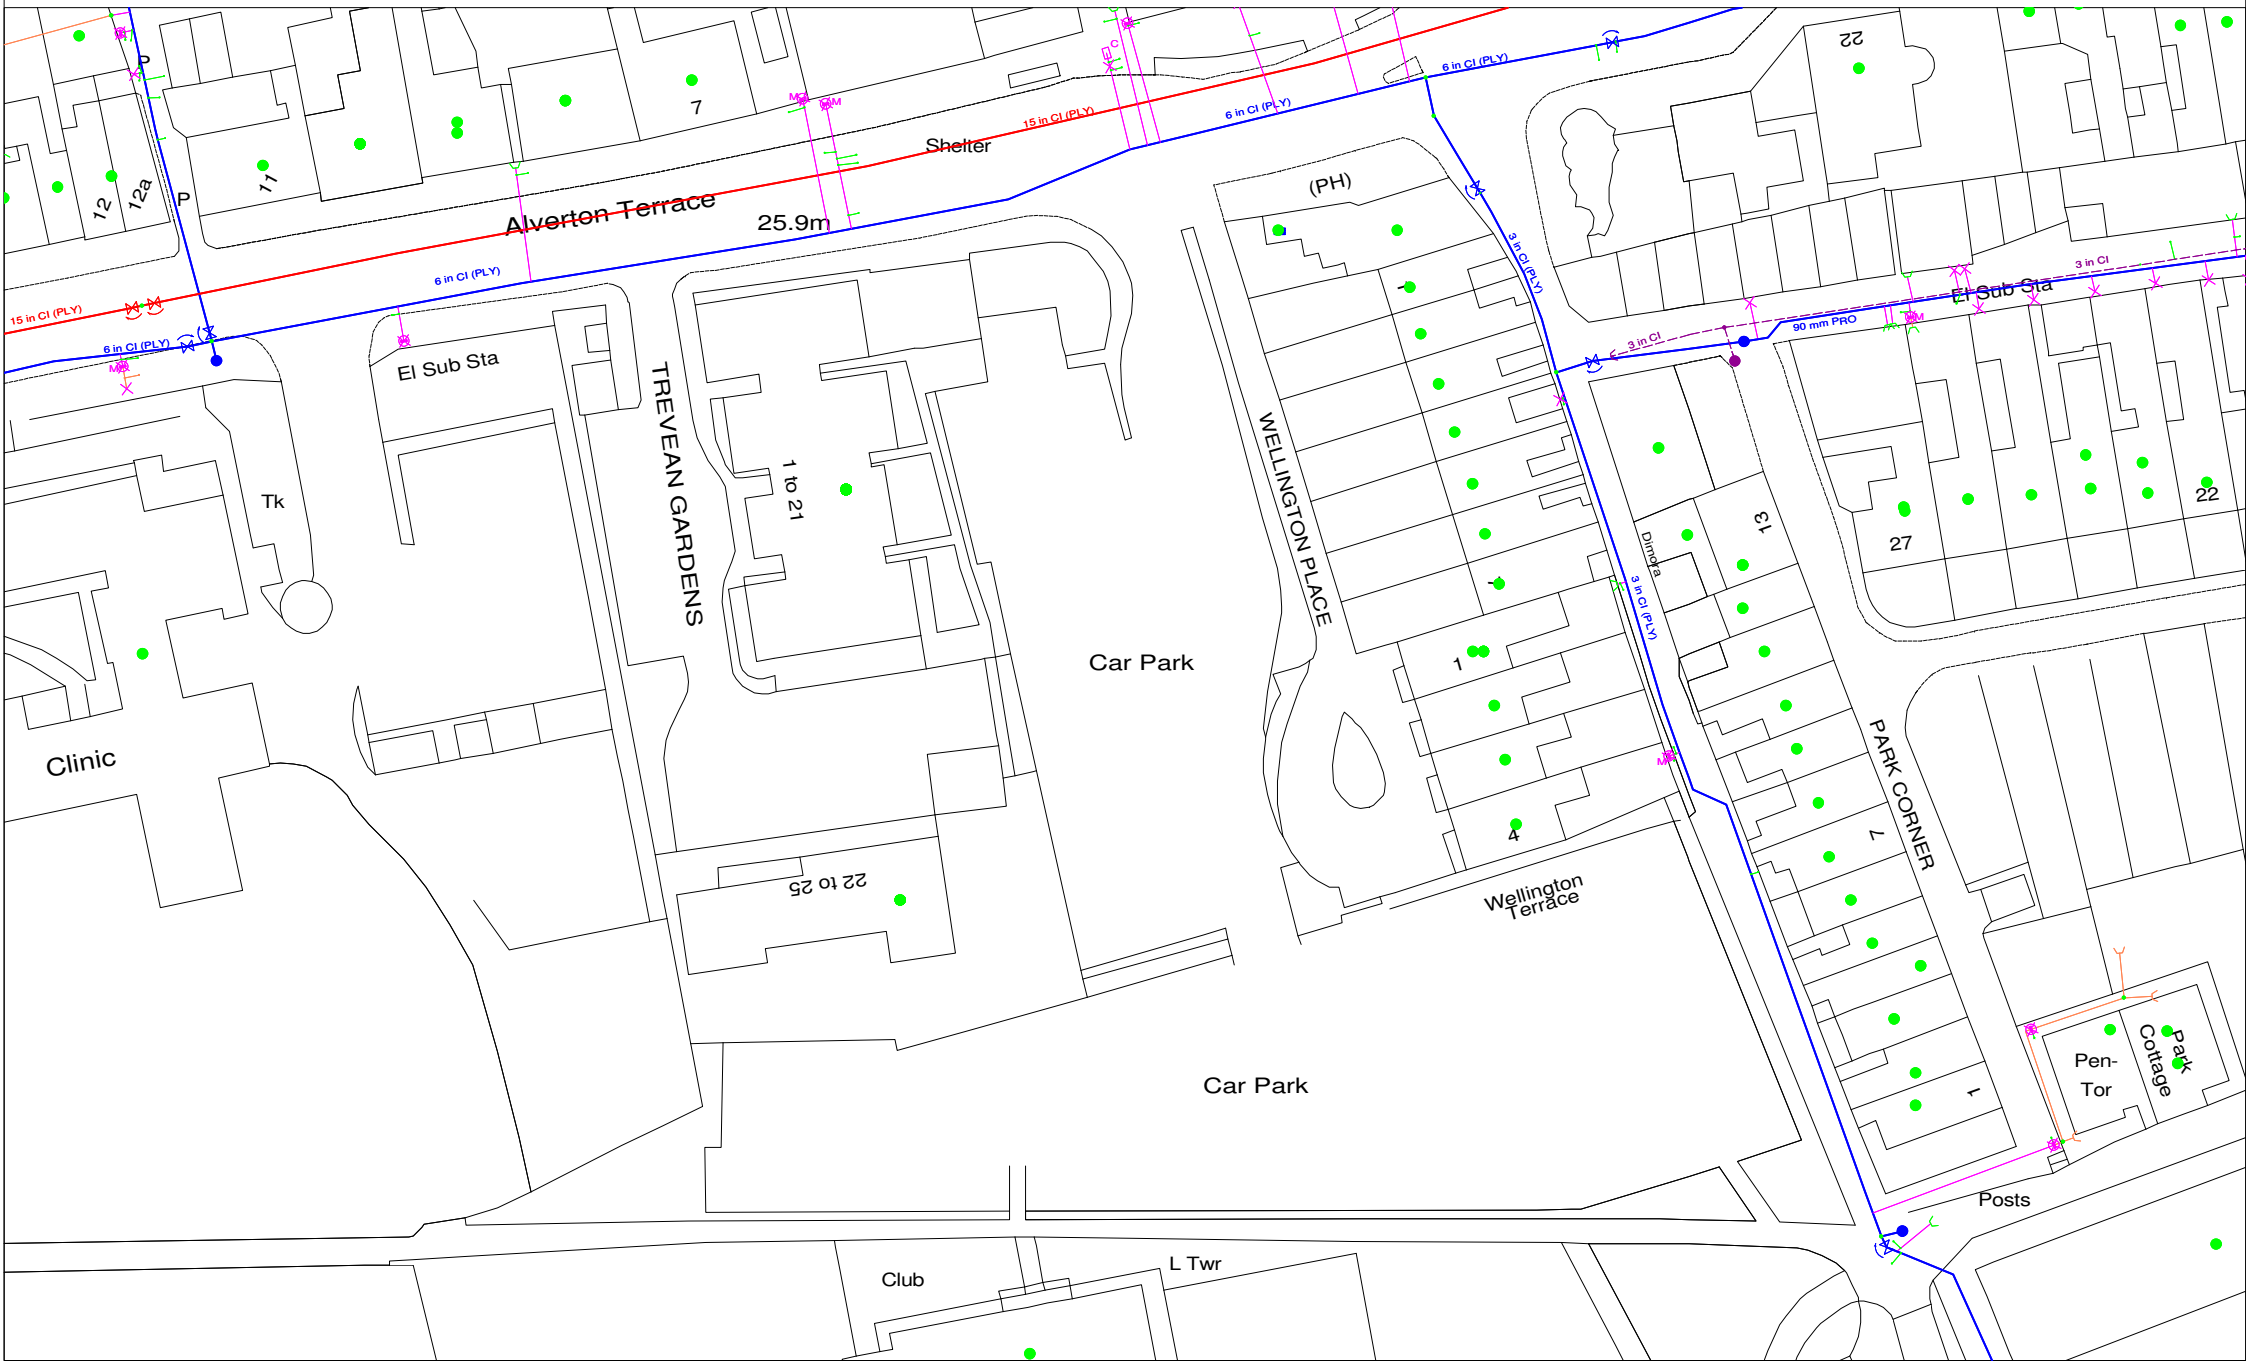 22
6 in CI (PLY)
P
C
E
M
M
7
15 in CI (PLY)
6 in CI (PLY)
Shelter
11
12
12a
P
(PH)
Alverton Terrace
25.9m
3 in CI (PLY)
3 in CI
El Sub Sta
6 in CI (PLY)
15 in CI (PLY)
90 mm PRO
M
3 in CI
6 in CI (PLY)
M
El Sub Sta
TREVEAN GARDENS
1 to 21
Tk
WELLINGTON PLACE
22
13
27
Dimora
3 in CI (PLY)
Car Park
1
Clinic
M
PARK CORNER
4
7
22 to 25
Wellington
Terrace
Pen-
Tor
Park
Cottage
Car Park
1
Posts
L Twr
Club